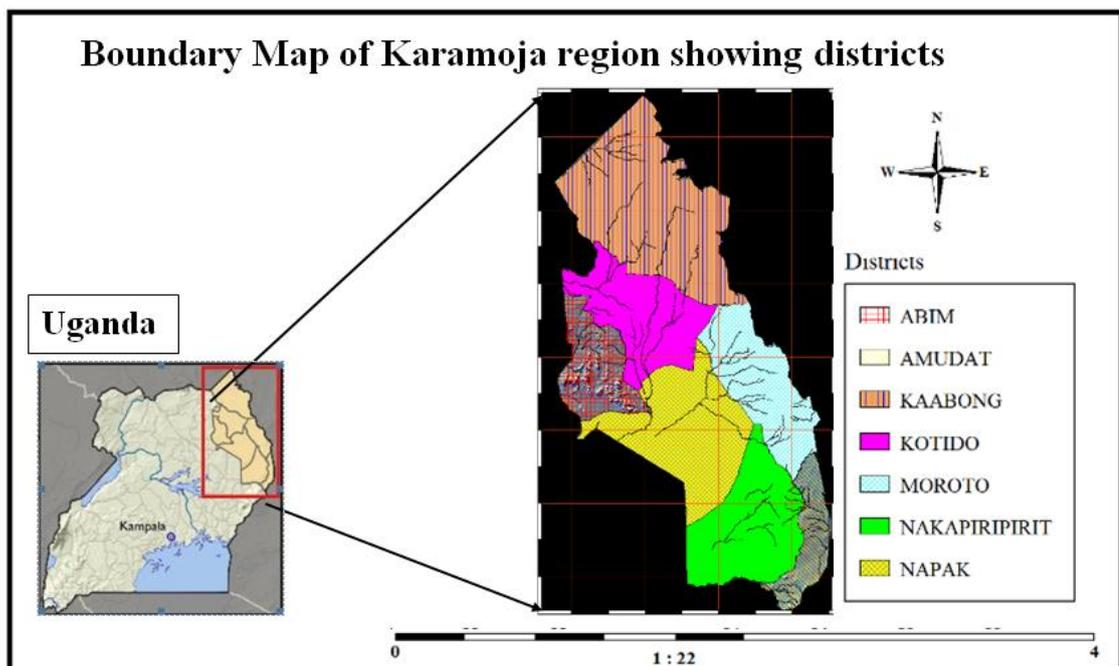 Boundary Map of Karamoja region showing districts
N
W E
S
Districts
Uganda
ABIM
AMUDAT
KAABONG
KOTIDO
MOROTO
NAKAPIRIPIRIT
NAPAK
Kampala
0 4
1 : 22